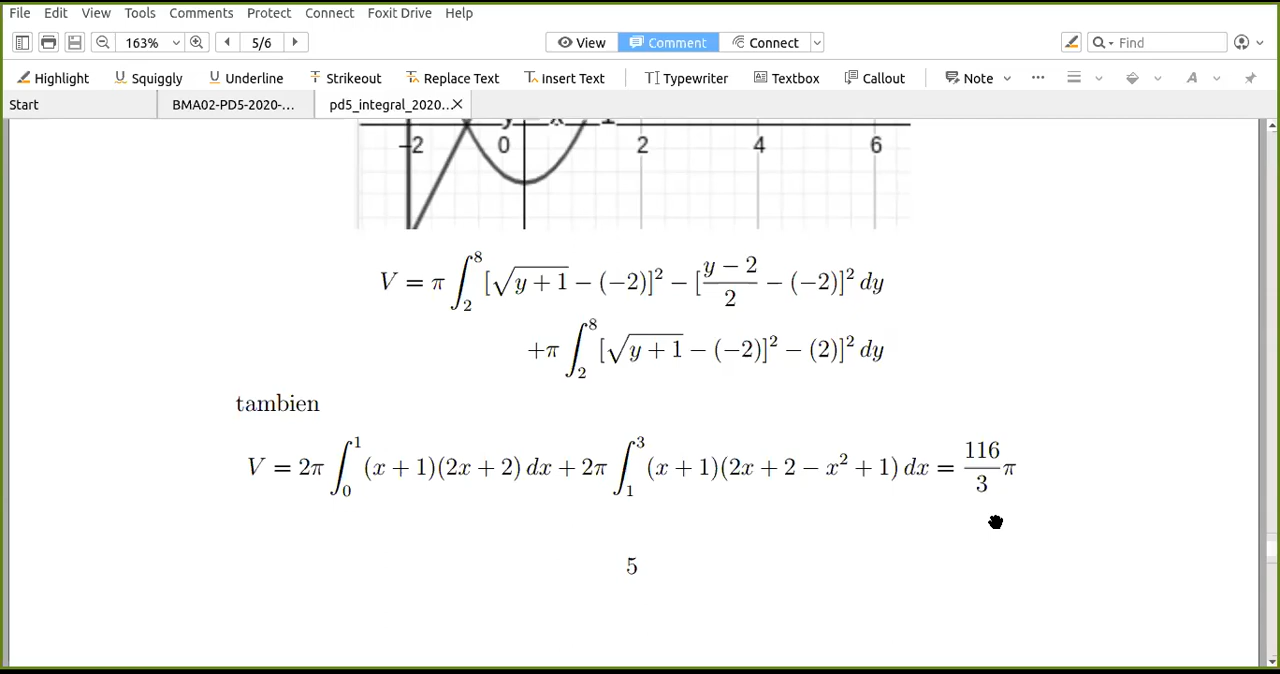 File Edit View Tools Comments Protect Connect Foxit Drive Help
163% 5/6 View Comment Connect Find
Highlight Squiggly Underline Strikeout Replace Text Insert Text Typewriter Textbox Callout Note ...
Start BMA02-PD5-2020-... pd5_integral_2020...
-2 0 2 4 6
V = π ∫_2^8 [√(y + 1) − (−2)]² − [(y − 2)/2 − (−2)]² dy
+π ∫_2^8 [√(y + 1) − (−2)]² − (2)]² dy
tambien
V = 2π ∫_0^1 (x + 1)(2x + 2) dx + 2π ∫_1^3 (x + 1)(2x + 2 − x² + 1) dx = 116/3 π
5